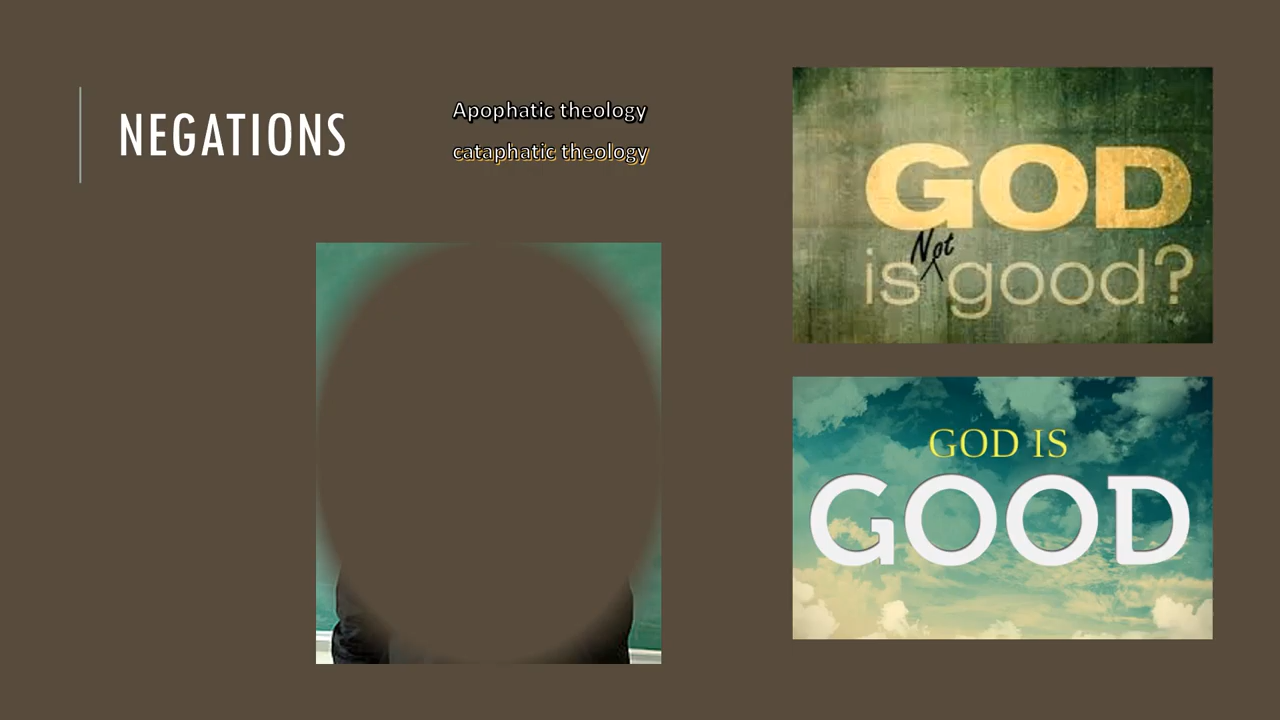 NEGATIONS
Apophatic theology
cataphatic theology
GOD
Not
is good?
GOD IS
GOOD